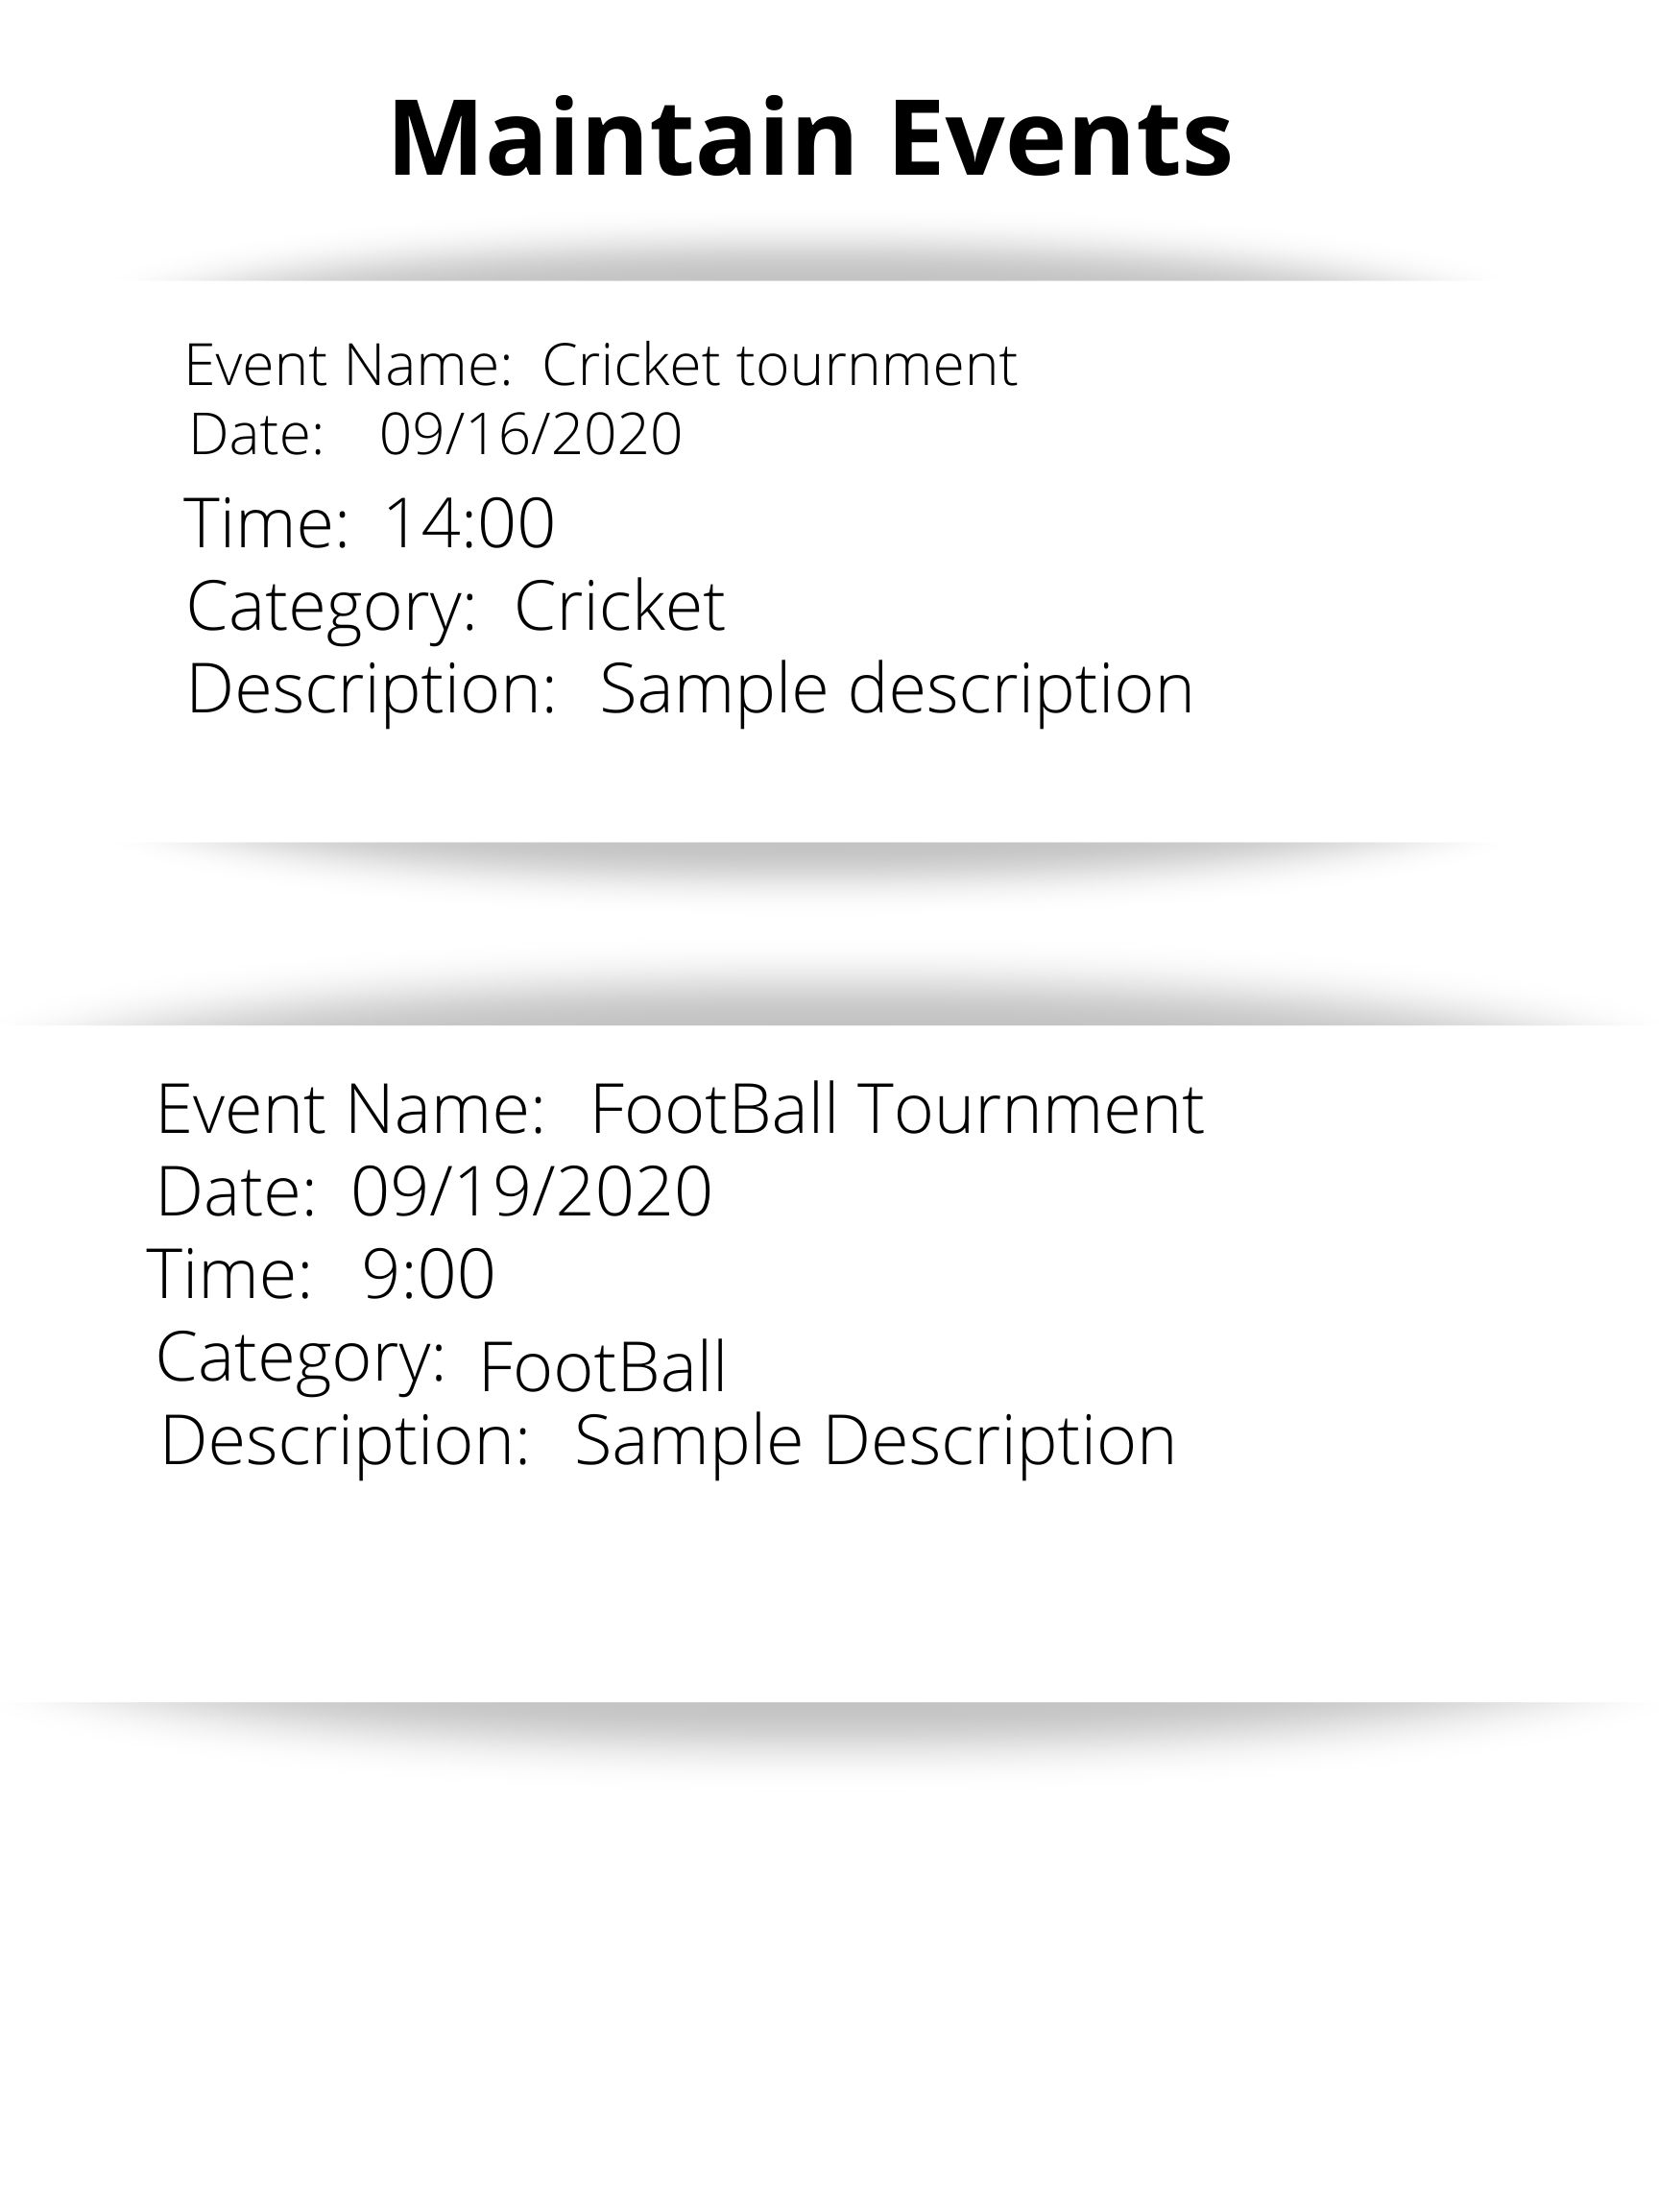 Maintain Events
Event Name: Cricket tournment
Date: 09/16/2020
Time: 14:00
Category: Cricket
Description: Sample description
Event Name: FootBall Tournment
Date: 09/19/2020
Time: 9:00
Category: FootBall
Description: Sample Description